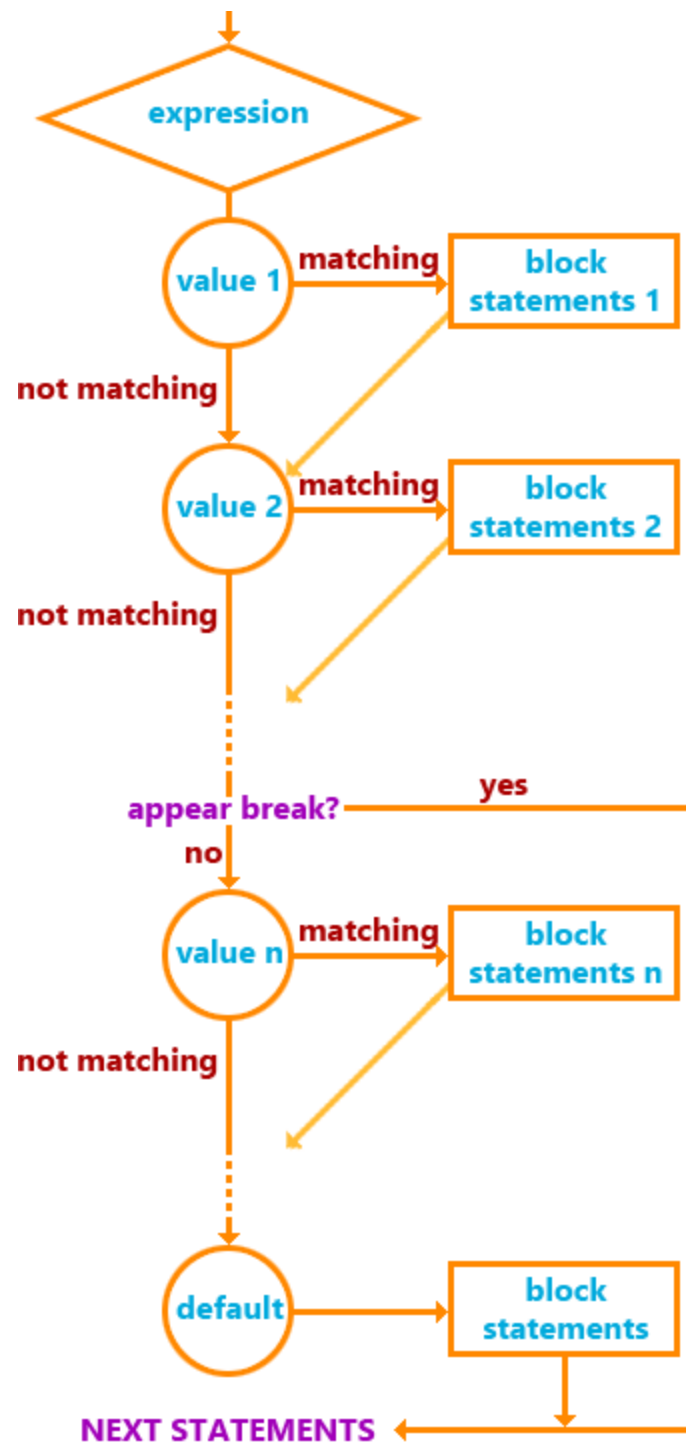 expression
value 1
matching
block
statements 1
not matching
value 2
matching
block
statements 2
not matching
appear break?
yes
no
value n
matching
block
statements n
not matching
default
block
statements
NEXT STATEMENTS